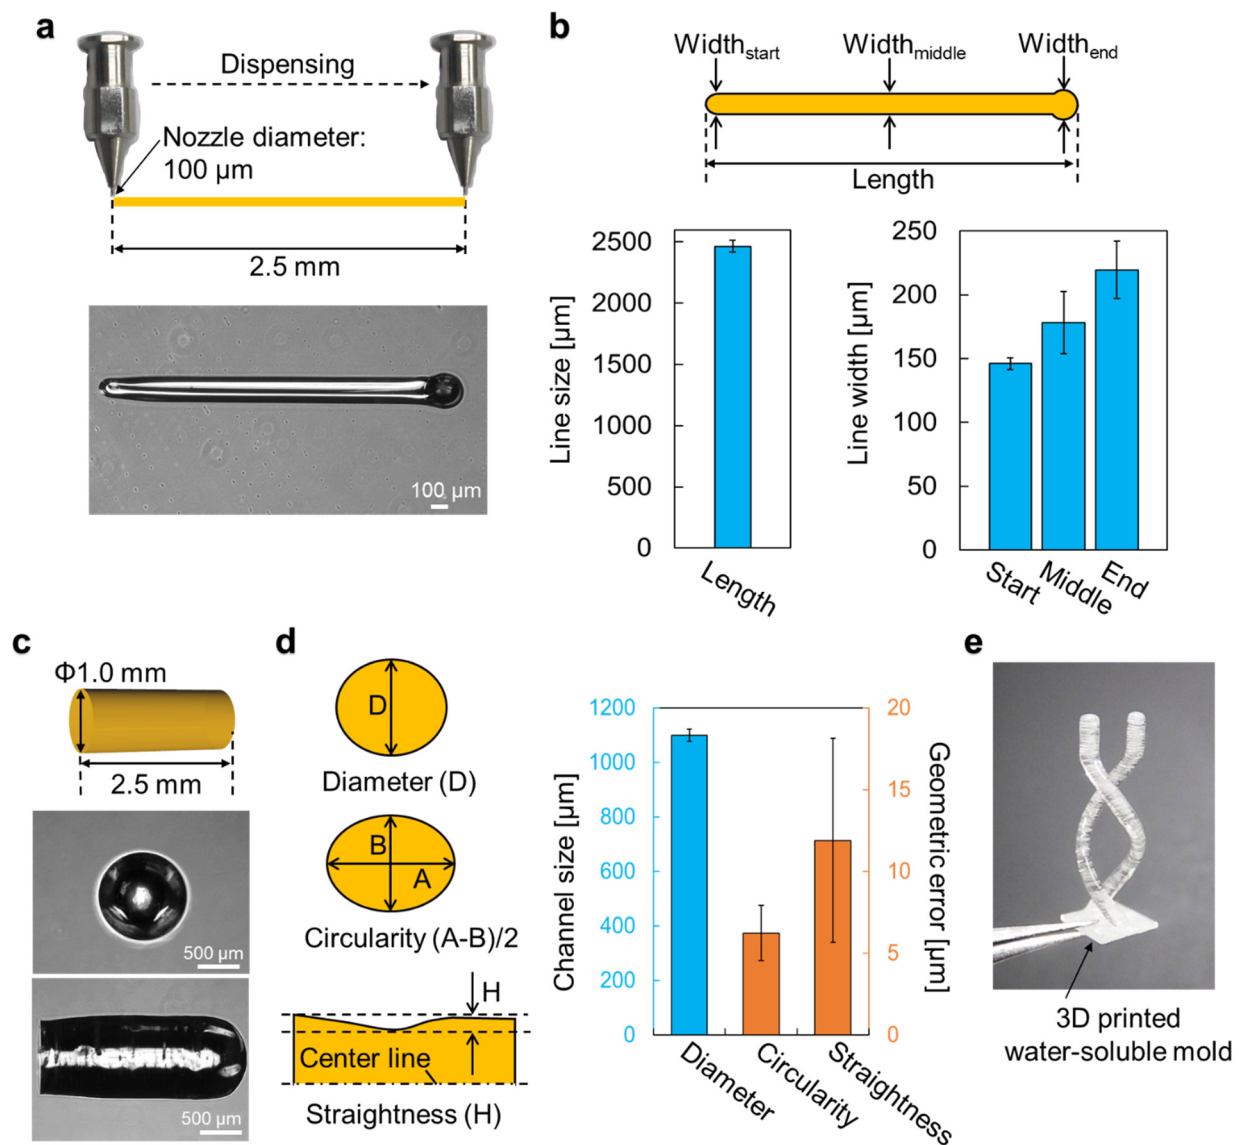 a
Dispensing
Nozzle diameter:
100 µm
2.5 mm
100 µm
b
Widthstart
Widthmiddle
Widthend
Length
Line size [µm]
2500
2000
1500
1000
500
0
Length
Line width [µm]
250
200
150
100
50
0
Start
Middle
End
c
Φ1.0 mm
2.5 mm
500 µm
500 µm
d
D
Diameter (D)
B
A
Circularity (A-B)/2
H
Center line
Straightness (H)
Channel size [µm]
1200
1000
800
600
400
200
0
Diameter
Circularity
Straightness
20
15
10
5
0
Geometric error [µm]
e
3D printed
water-soluble mold